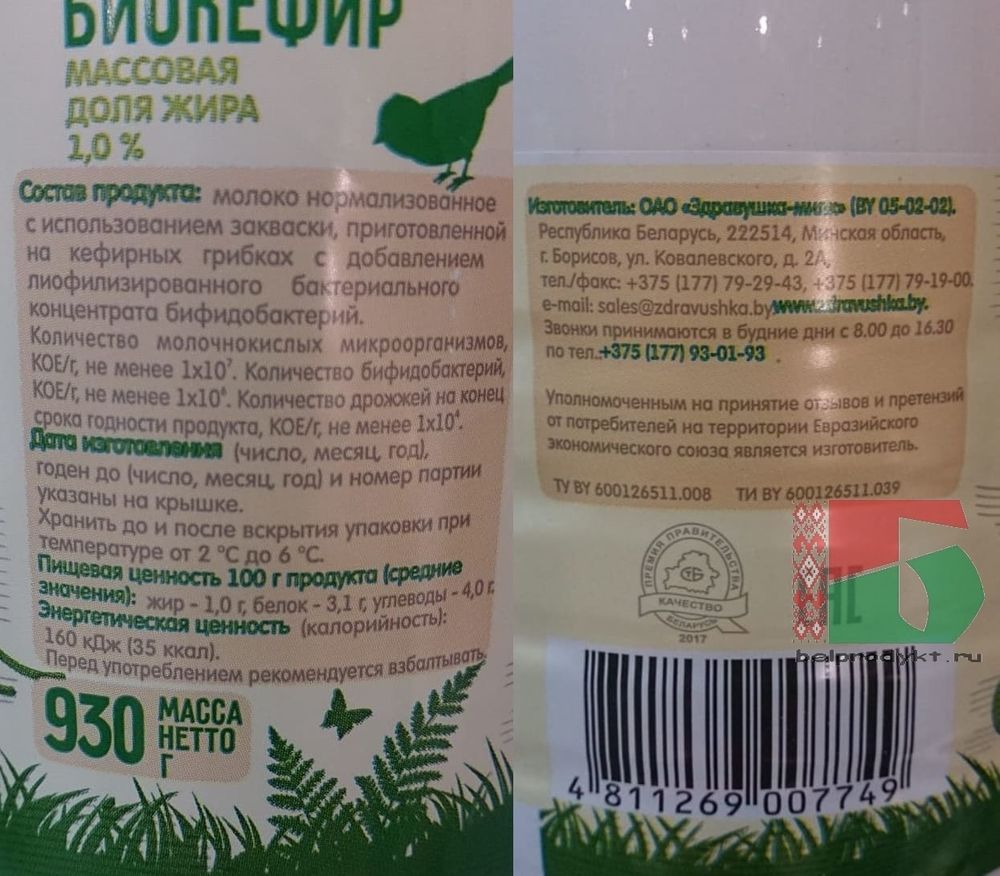 БИОКЕФИР
МАССОВАЯ
ДОЛЯ ЖИРА
1,0 %
Состав продукта: молоко нормализованное
с использованием закваски, приготовленной
на кефирных грибках с добавлением
лиофилизированного бактериального
концентрата бифидобактерий.
Количество молочнокислых микроорганизмов,
КОЕ/г, не менее 1х10⁷. Количество бифидобактерий,
КОЕ/г, не менее 1х10⁶. Количество дрожжей на конец
срока годности продукта, КОЕ/г, не менее 1х10⁴.
Дата изготовления (число, месяц, год),
годен до (число, месяц, год) и номер партии
указаны на крышке.
Хранить до и после вскрытия упаковки при
температуре от 2 °С до 6 °С.
Пищевая ценность 100 г продукта (средние
значения): жир - 1,0 г, белок - 3,1 г, углеводы - 4,0 г.
Энергетическая ценность (калорийность):
160 кДж (35 ккал).
Перед употреблением рекомендуется взбалтывать.
930 МАССА
НЕТТО
г
Изготовитель: ОАО «Здравушка-милк» (BY 05-02-02).
Республика Беларусь, 222514, Минская область,
г. Борисов, ул. Ковалевского, д. 2А,
тел./факс: +375 (177) 79-29-43, +375 (177) 79-19-00.
e-mail: sales@zdravushka.by www.zdravushka.by.
Звонки принимаются в будние дни с 8.00 до 16.30
по тел.:+375 (177) 93-01-93
Уполномоченным на принятие отзывов и претензий
от потребителей на территории Евразийского
экономического союза является изготовитель.
ТУ BY 600126511.008 ТИ BY 600126511.039
ПРЕМИЯ ПРАВИТЕЛЬСТВА
КАЧЕСТВО
БЕЛАРУСЬ
2017
belprodykt.ru
4 811269 007749